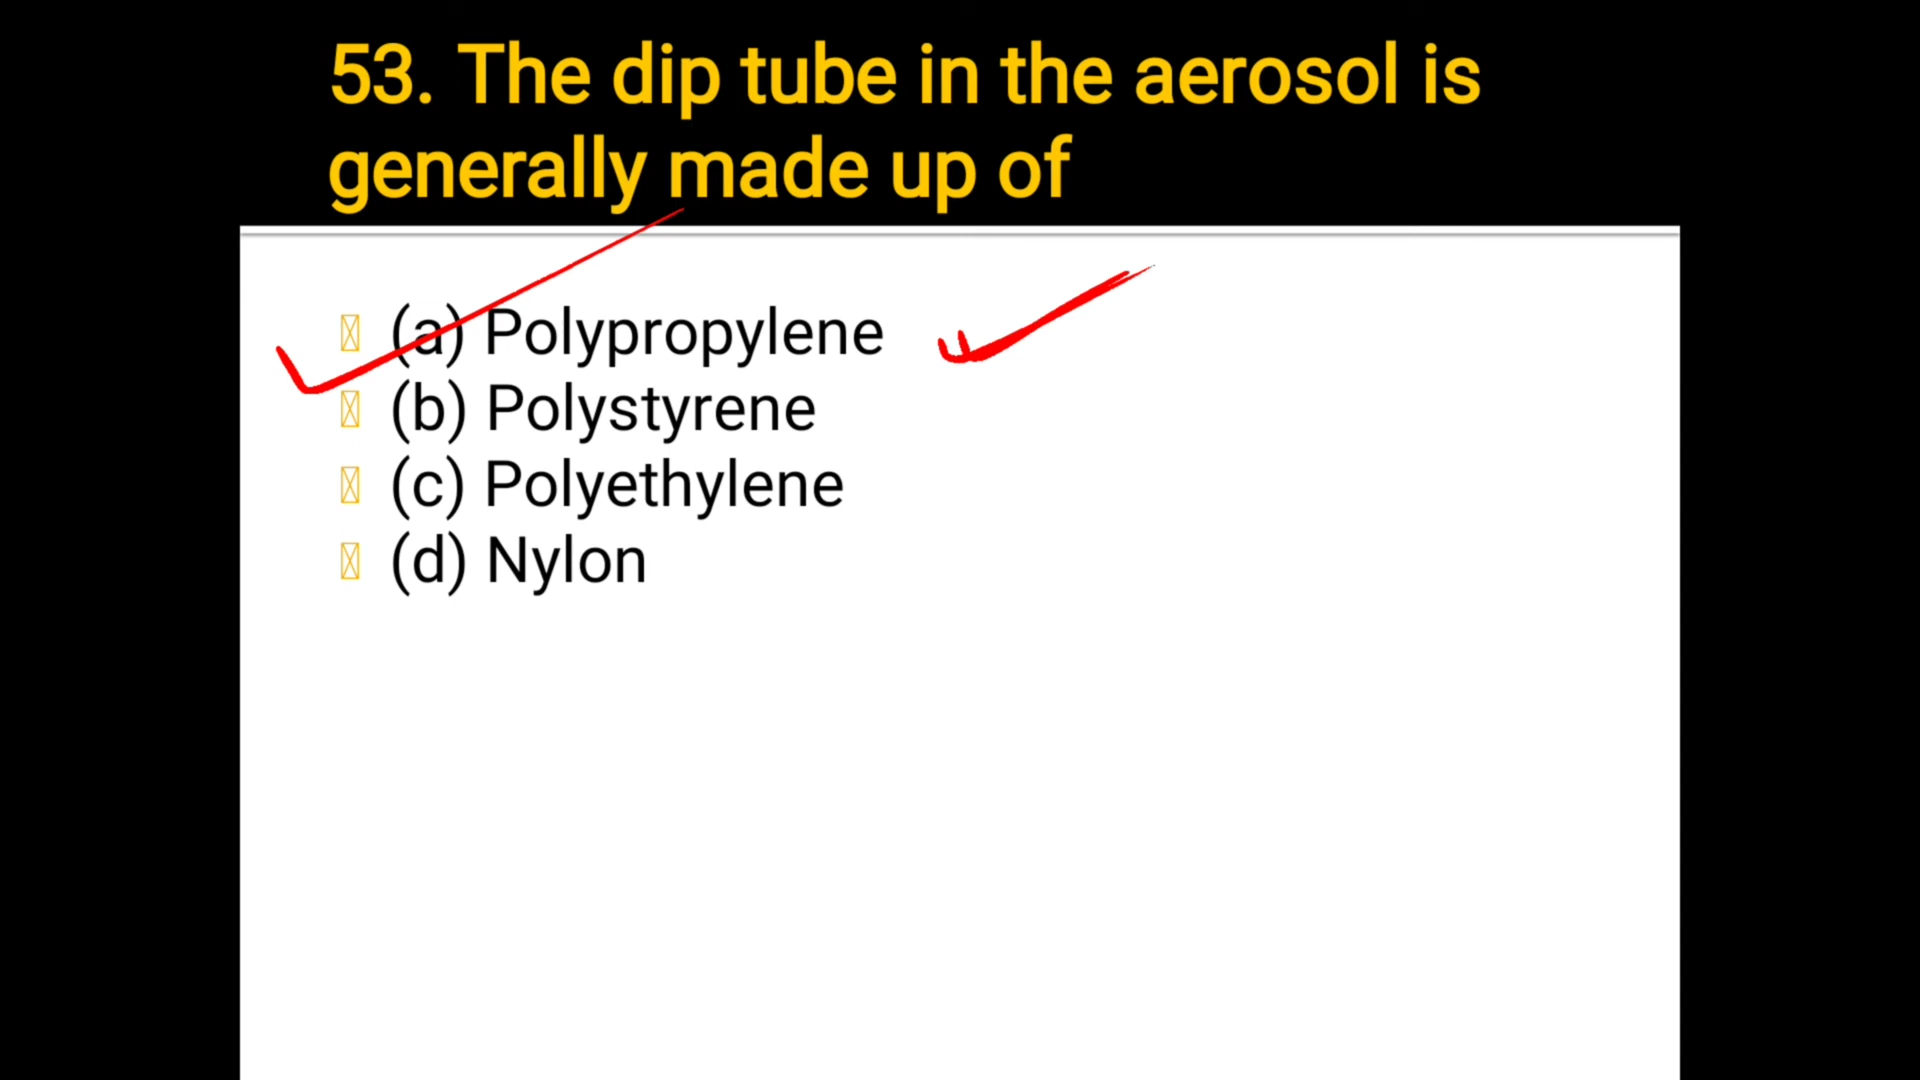 53. The dip tube in the aerosol is
generally made up of
(a) Polypropylene
(b) Polystyrene
(c) Polyethylene
(d) Nylon